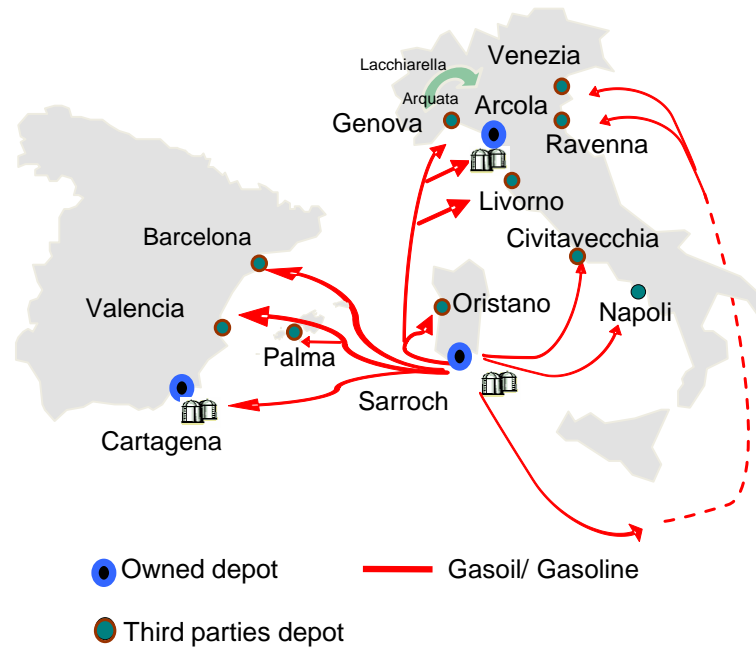 Venezia
Lacchiarella
Arquata
Arcola
Genova
Ravenna
Livorno
Civitavecchia
Barcelona
Oristano
Napoli
Valencia
Palma
Sarroch
Cartagena
Owned depot
Gasoil/ Gasoline
Third parties depot